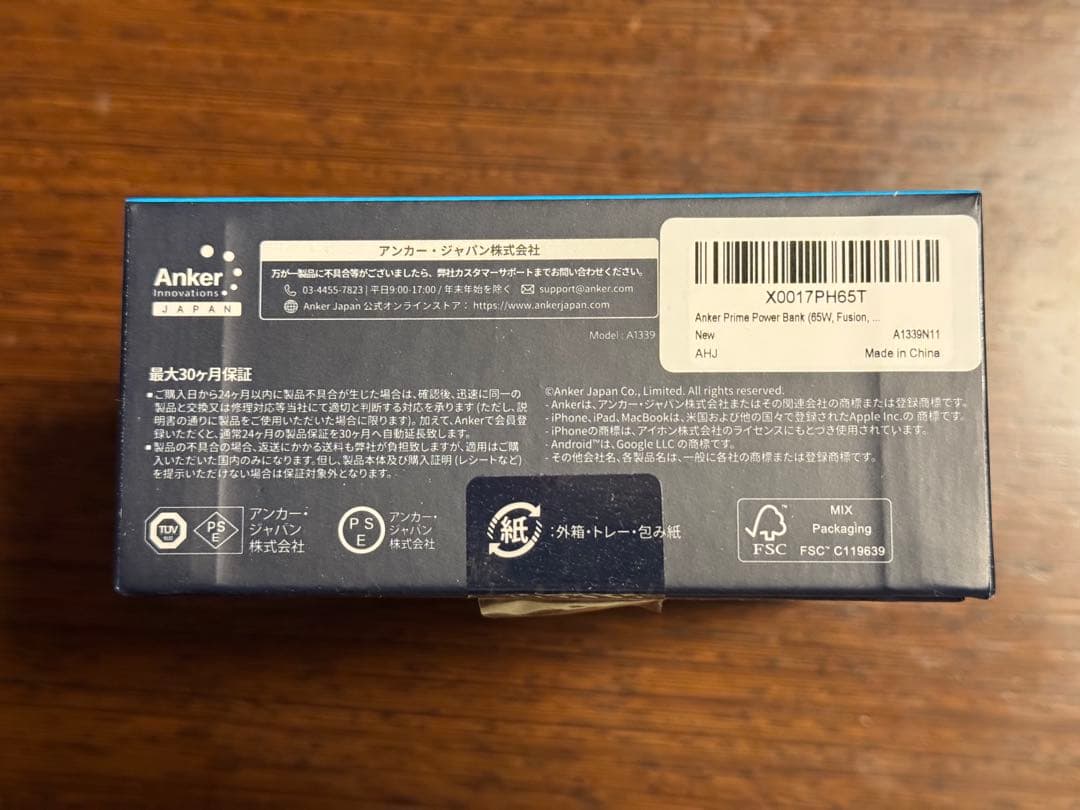 Anker
Innovations
JAPAN
アンカー・ジャパン株式会社
万が一製品に不具合等がございましたら、弊社カスタマーサポートまでお問い合わせください。
03-4455-7823 | 平日9:00-17:00 / 年末年始を除く support@anker.com
Anker Japan 公式オンラインストア： https://www.ankerjapan.com
Model : A1339
X0017PH65T
Anker Prime Power Bank (65W, Fusion, ...
New A1339N11
AHJ Made in China
最大30ヶ月保証
■ご購入日から24ヶ月以内に製品不具合が生じた場合は、確認後、迅速に同一の
製品と交換又は修理対応等当社にて適切と判断する対応を承ります (ただし、説
明書の通りに製品をご使用いただいた場合に限ります)。加えて、Ankerで会員登
録いただくと、通常24ヶ月の製品保証を30ヶ月へ自動延長致します。
■製品の不具合の場合、返送にかかる送料も弊社が負担致しますが、適用はご購
入いただいた国内のみになります。但し、製品本体及び購入証明 (レシートなど)
を提示いただけない場合は保証対象外となります。
©Anker Japan Co., Limited. All rights reserved.
- Ankerは、アンカー・ジャパン株式会社またはその関連会社の商標または登録商標です。
- iPhone、iPad、MacBookは、米国および他の国々で登録されたApple Inc.の 商標です。
- iPhoneの商標は、アイホン株式会社のライセンスにもとづき使用されています。
- Android™は、Google LLC の商標です。
- その他会社名、各製品名は、一般に各社の商標または登録商標です。
TÜV
PS
E
アンカー・
ジャパン
株式会社
PS
E
アンカー・
ジャパン
株式会社
紙 :外箱・トレー・包み紙
FSC
MIX
Packaging
FSC™ C119639